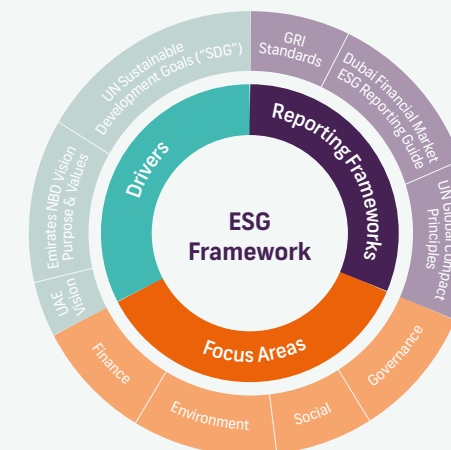 ESG
Framework
Drivers
Reporting Frameworks
Focus Areas
UN Sustainable
Development Goals (“SDG”)
GRI
Standards
Dubai Financial Market
ESG Reporting Guide
UN Global Compact
Principles
Governance
Social
Environment
Finance
UAE
Vision
Emirates NBD Vision
Purpose & Values